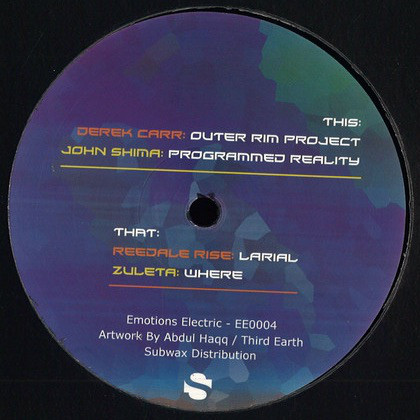 THIS:
DEREK CARR: OUTER RIM PROJECT
JOHN SHIMA: PROGRAMMED REALITY
THAT:
REEDALE RISE: LARIAL
ZULETA: WHERE
Emotions Electric - EE0004
Artwork By Abdul Haqq / Third Earth
Subwax Distribution
S